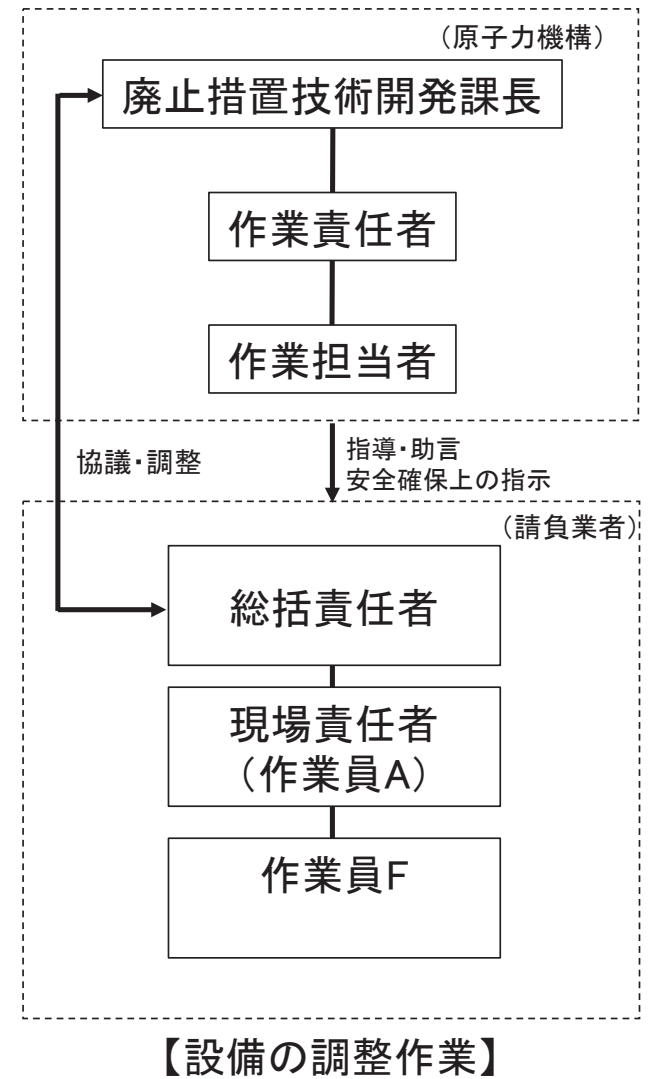 （原子力機構）
廃止措置技術開発課長
作業責任者
作業担当者
協議・調整
指導・助言
安全確保上の指示
（請負業者）
総括責任者
現場責任者
（作業員A）
作業員F
【設備の調整作業】